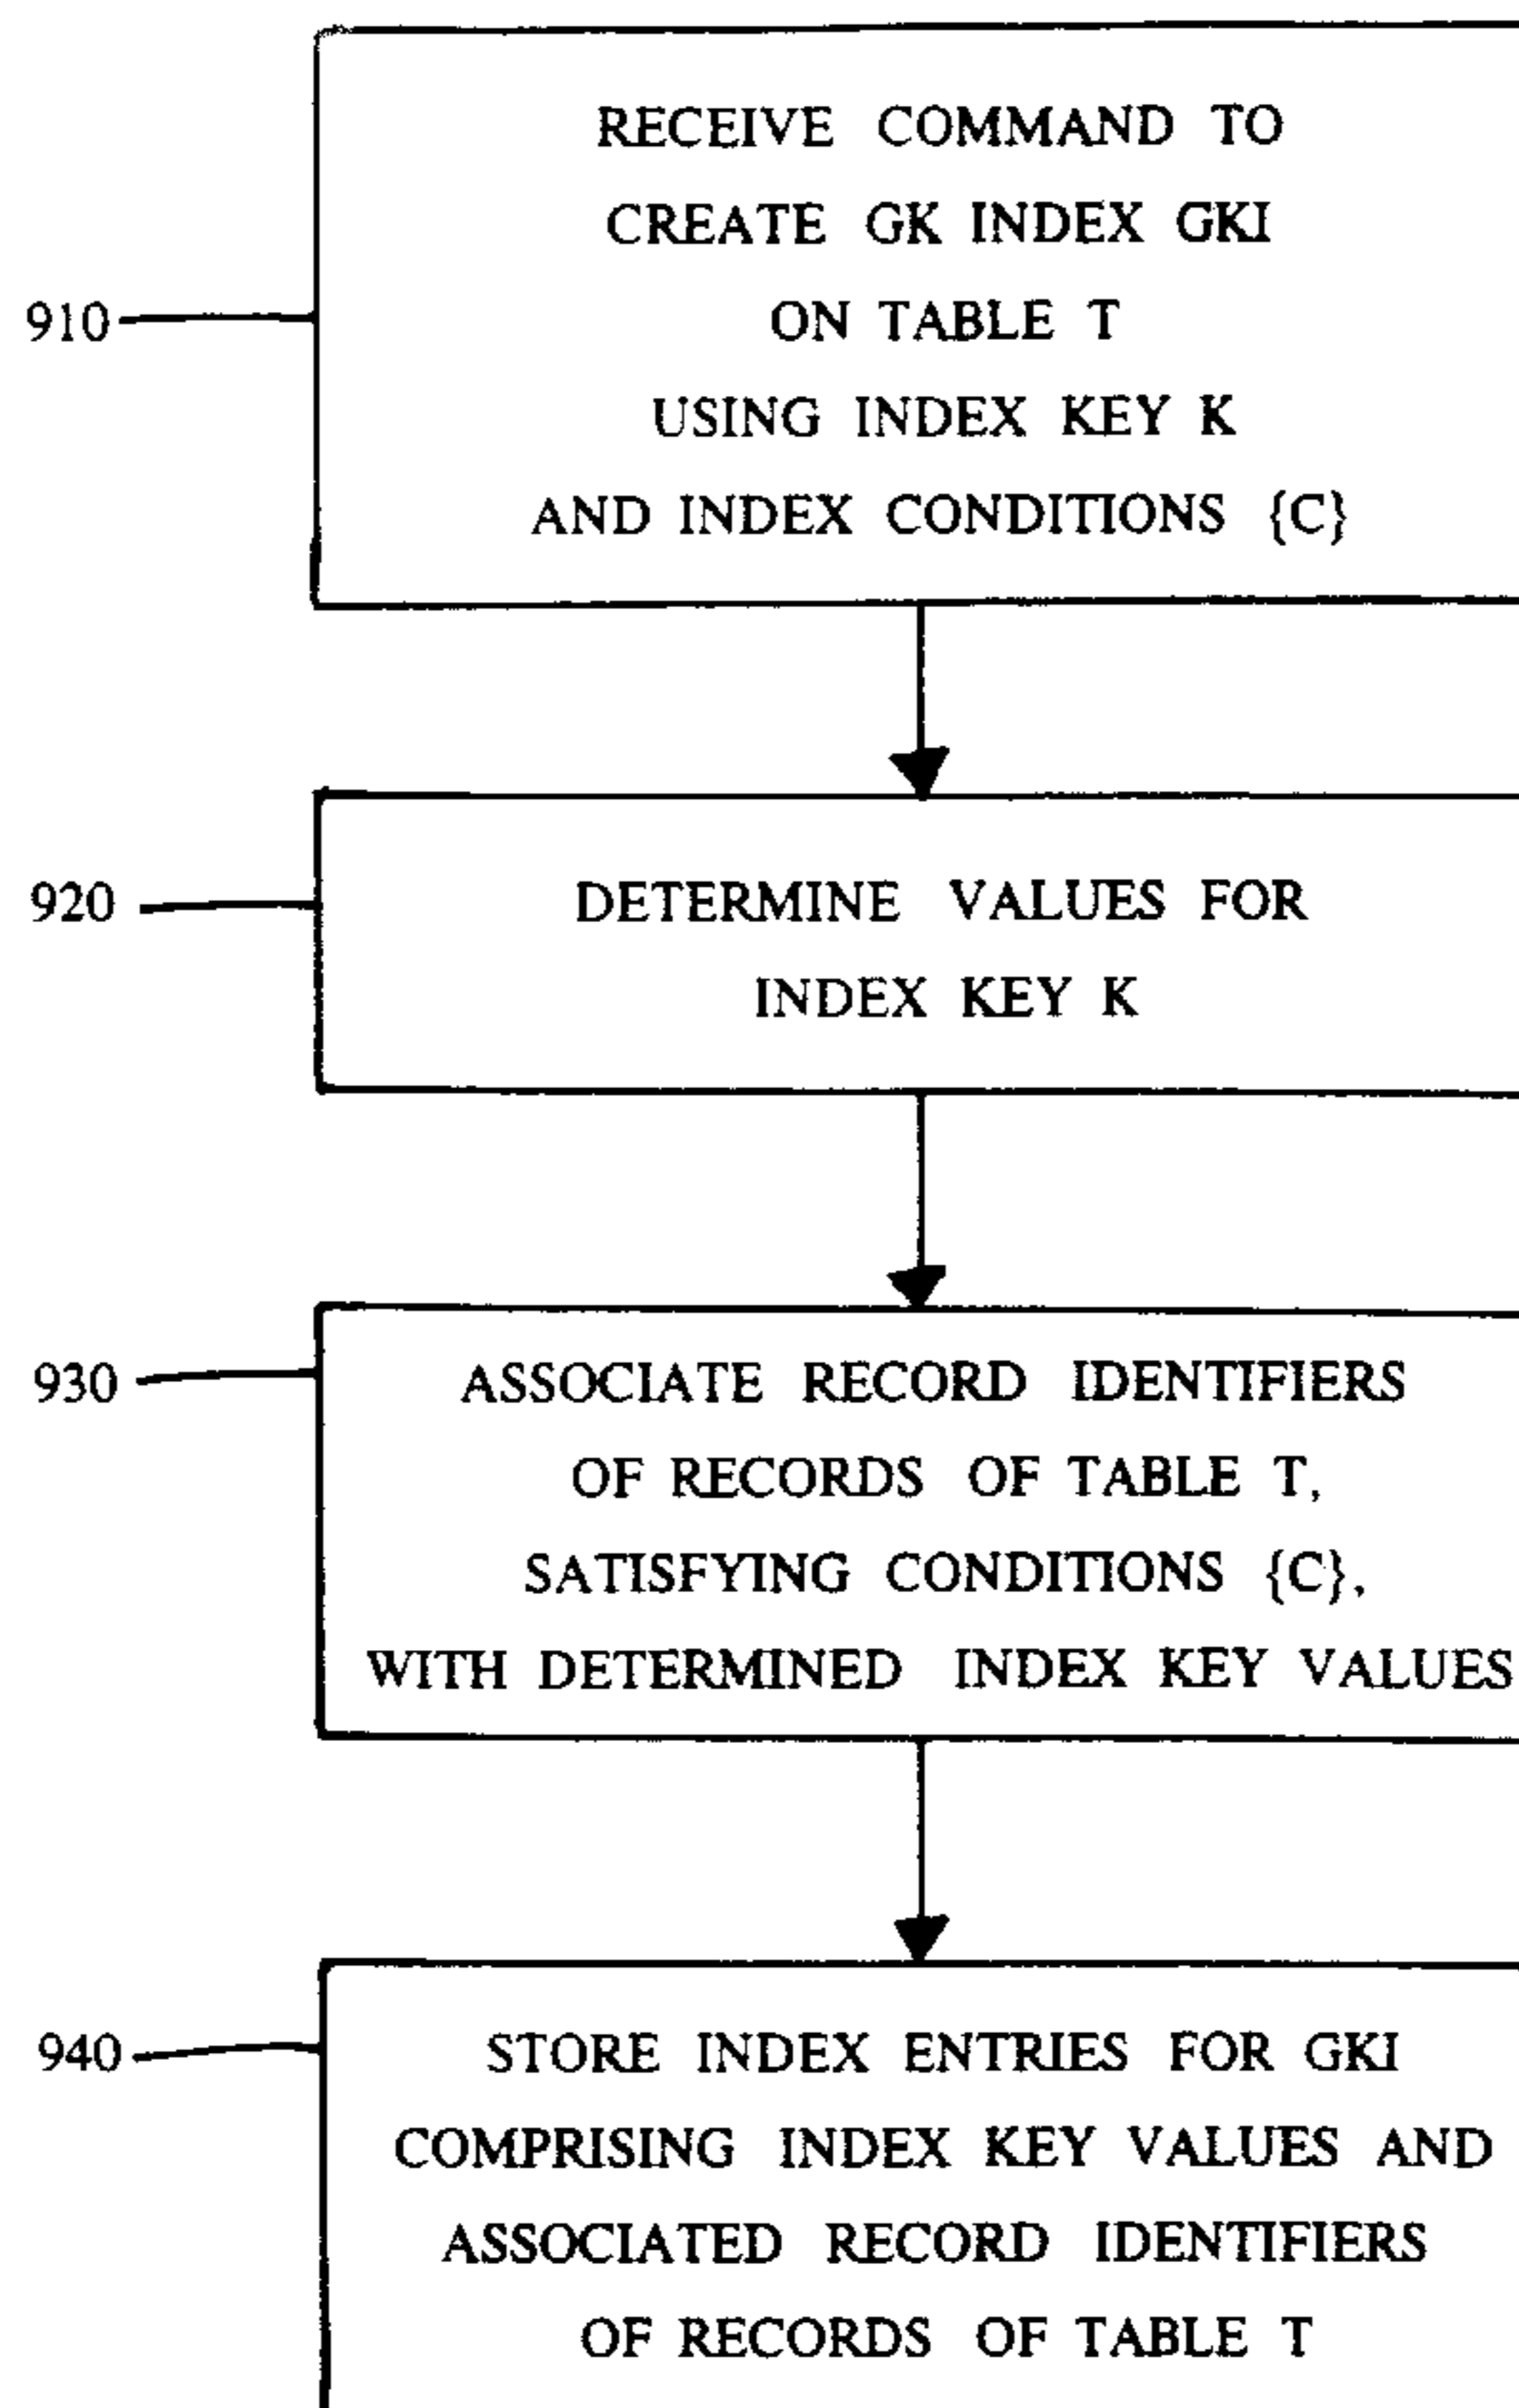 RECEIVE COMMAND TO
CREATE GK INDEX GKI
910
ON TABLE T
USING INDEX KEY K
AND INDEX CONDITIONS {C}
920
DETERMINE VALUES FOR
INDEX KEY K
930
ASSOCIATE RECORD IDENTIFIERS
OF RECORDS OF TABLE T,
SATISFYING CONDITIONS {C},
WITH DETERMINED INDEX KEY VALUES
940
STORE INDEX ENTRIES FOR GKI
COMPRISING INDEX KEY VALUES AND
ASSOCIATED RECORD IDENTIFIERS
OF RECORDS OF TABLE T